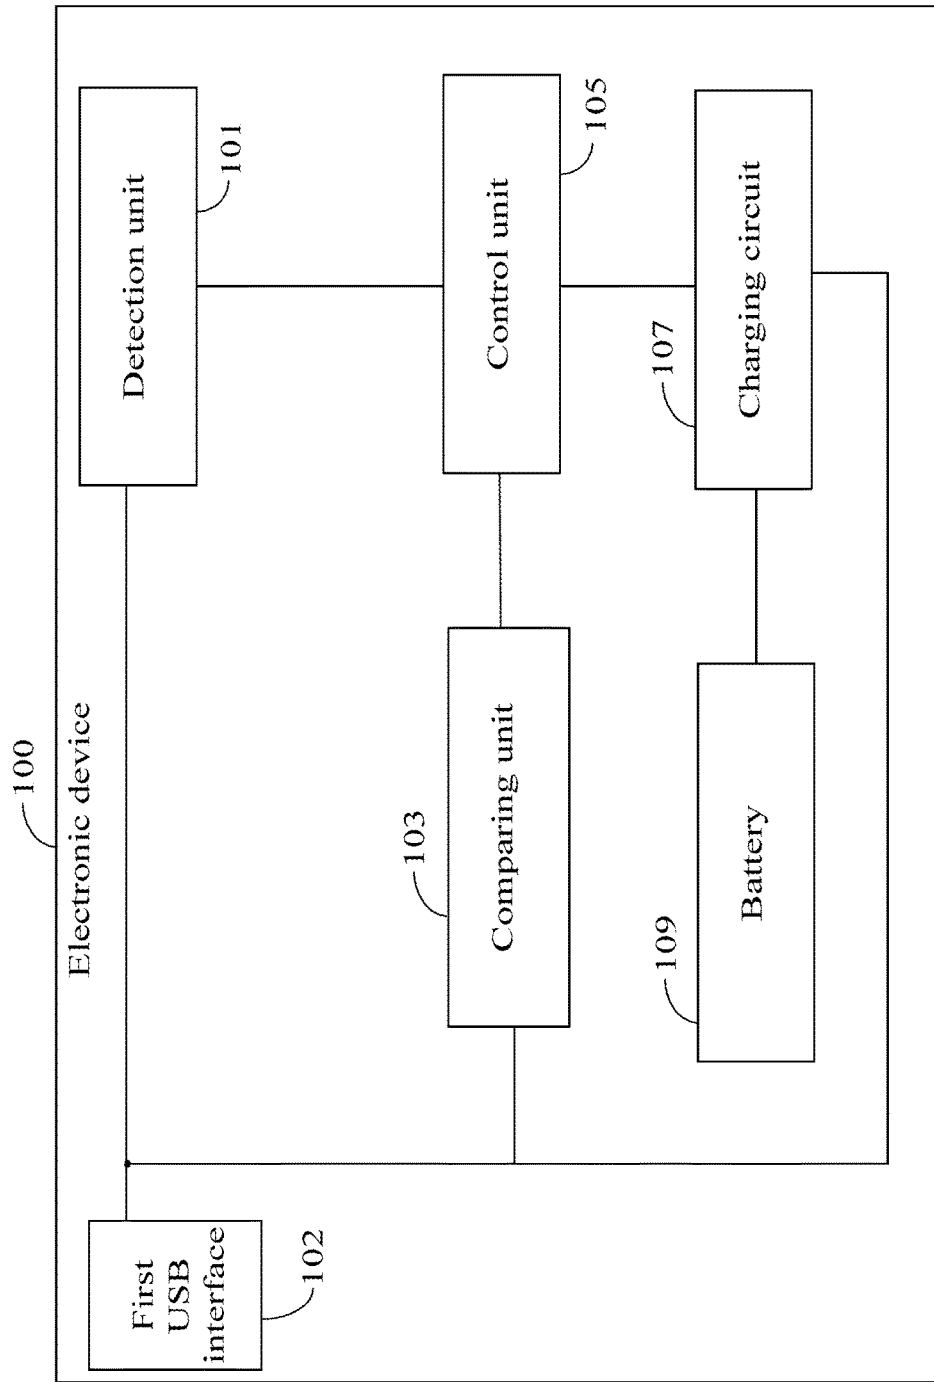 100
Electronic device
First
USB
interface
102
Detection unit
101
103
Comparing unit
Control unit
105
109
Battery
107
Charging circuit